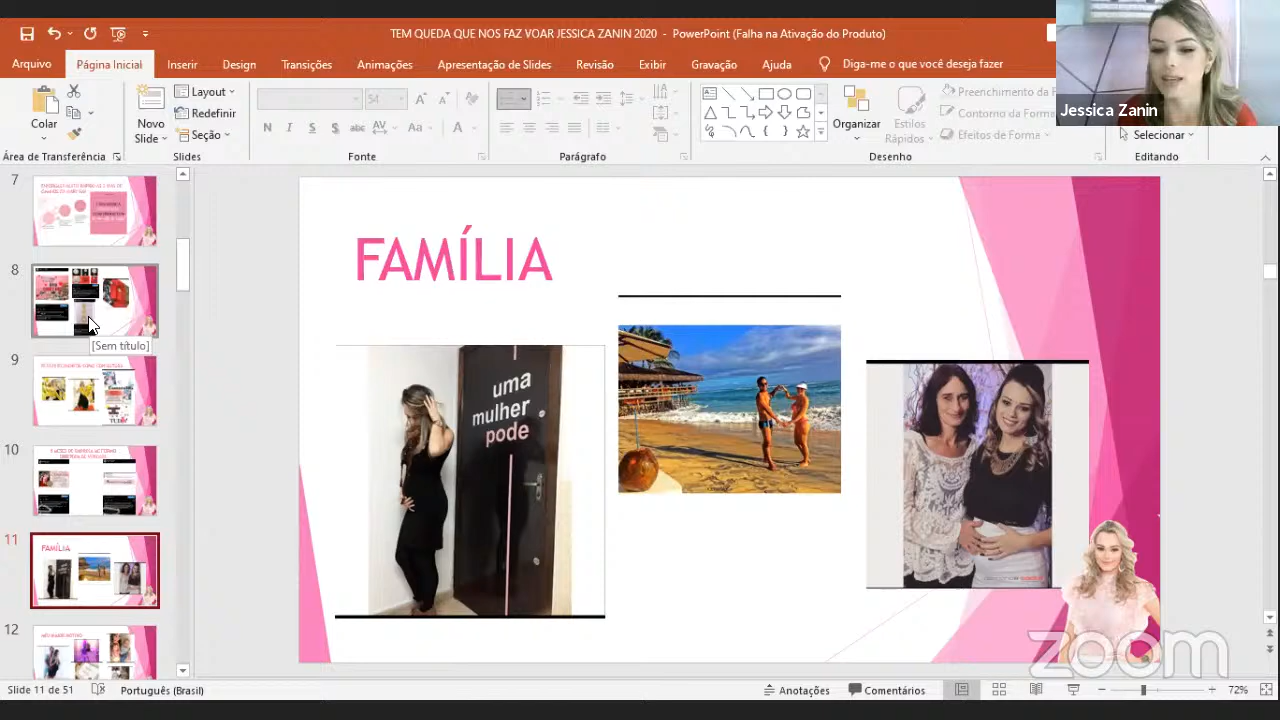 TEM QUEDA QUE NOS FAZ VOAR JESSICA ZANIN 2020 - PowerPoint (Falha na Ativação do Produto)
Arquivo Página Inicial Inserir Design Transições Animações Apresentação de Slides Revisão Exibir Gravação Ajuda Diga-me o que você deseja fazer
Jessica Zanin
Colar
Novo
Slide
Layout
Redefinir
Seção
54
Aa
Organizar
Estilos
Rápidos
Preenchimento da
Contorno da Form
Efeitos de Forma
Selecionar
Área de Transferência Slides Fonte Parágrafo Desenho Editando
7
8
[Sem título]
9
10
11
FAMÍLIA
12
FAMÍLIA
uma
mulher
pode
zoom
Slide 11 de 51 Português (Brasil) Anotações Comentários 72%